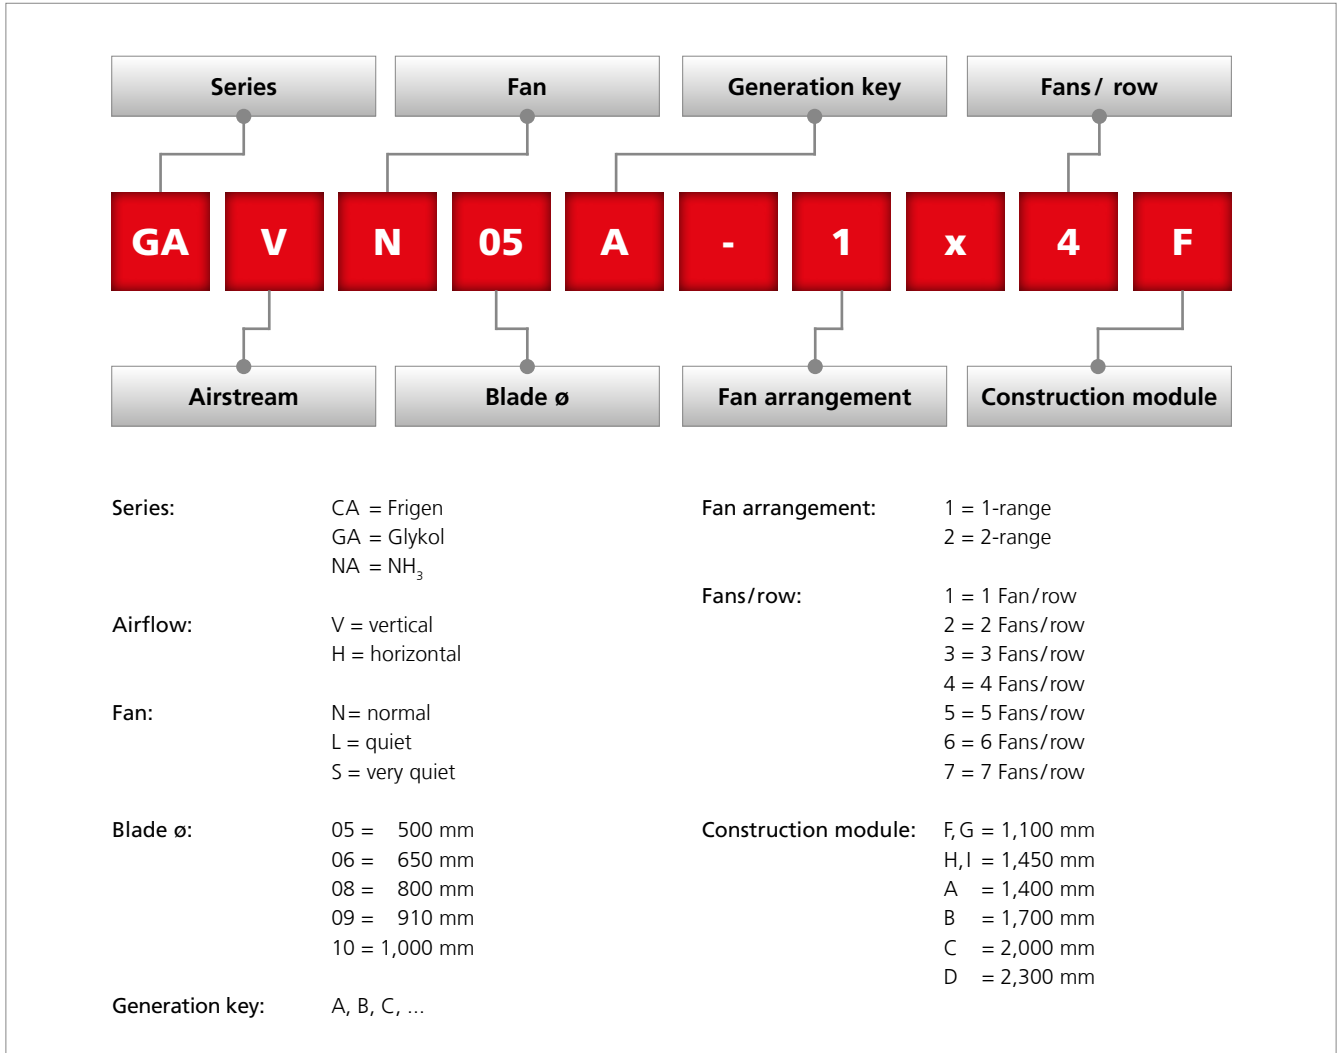 Series Fan Generation key Fans/ row
GA V N 05 A - 1 x 4 F
Airstream Blade ø Fan arrangement Construction module
Series: CA = Frigen
GA = Glykol
NA = NH₃
Airflow: V = vertical
H = horizontal
Fan: N= normal
L = quiet
S = very quiet
Blade ø: 05 = 500 mm
06 = 650 mm
08 = 800 mm
09 = 910 mm
10 = 1,000 mm
Generation key: A, B, C, ...
Fan arrangement: 1 = 1-range
2 = 2-range
Fans/row: 1 = 1 Fan/row
2 = 2 Fans/row
3 = 3 Fans/row
4 = 4 Fans/row
5 = 5 Fans/row
6 = 6 Fans/row
7 = 7 Fans/row
Construction module: F, G = 1,100 mm
H, I = 1,450 mm
A = 1,400 mm
B = 1,700 mm
C = 2,000 mm
D = 2,300 mm